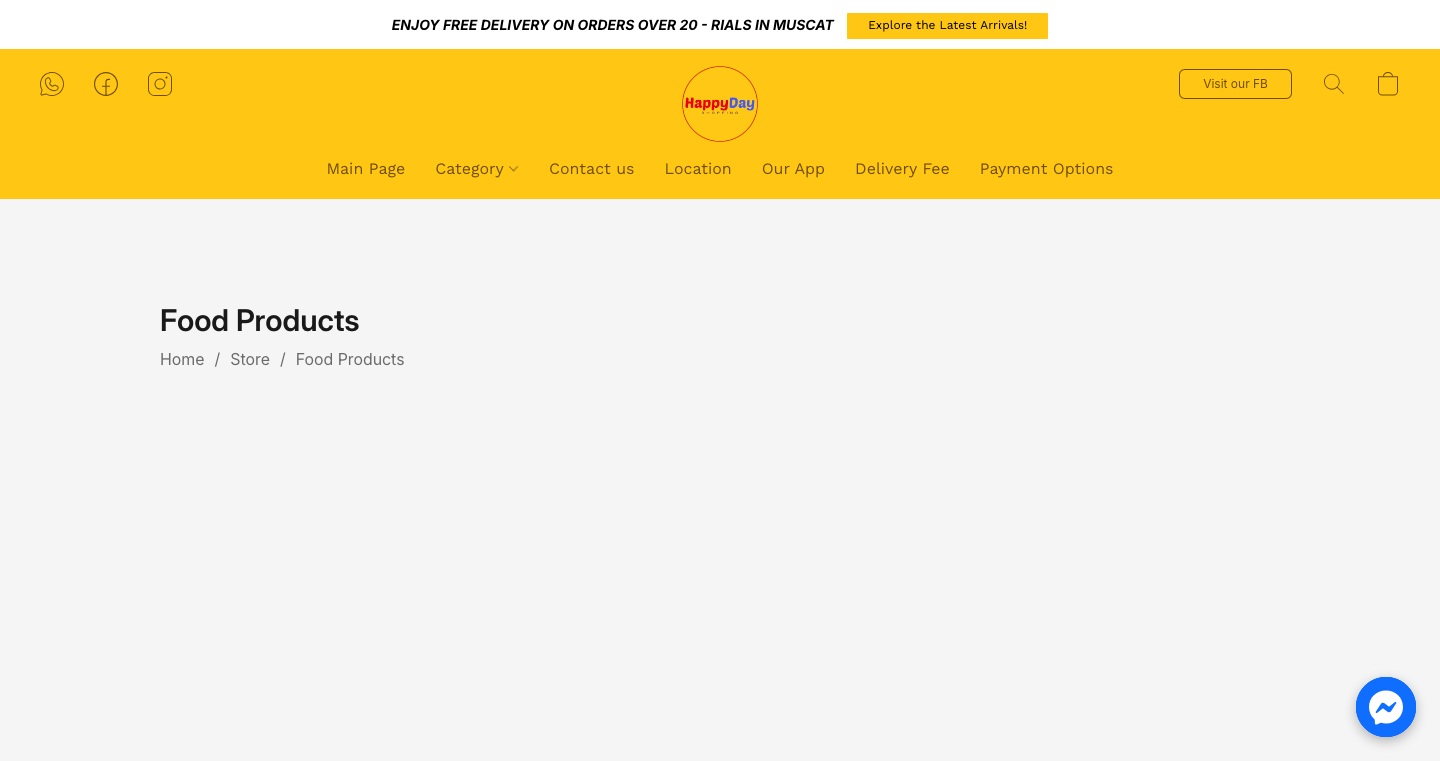 ENJOY FREE DELIVERY ON ORDERS OVER 20 - RIALS IN MUSCAT
Explore the Latest Arrivals!
Visit our FB
HappyDay
SHOPPING
Main Page
Category
Contact us
Location
Our App
Delivery Fee
Payment Options
Food Products
Home / Store / Food Products